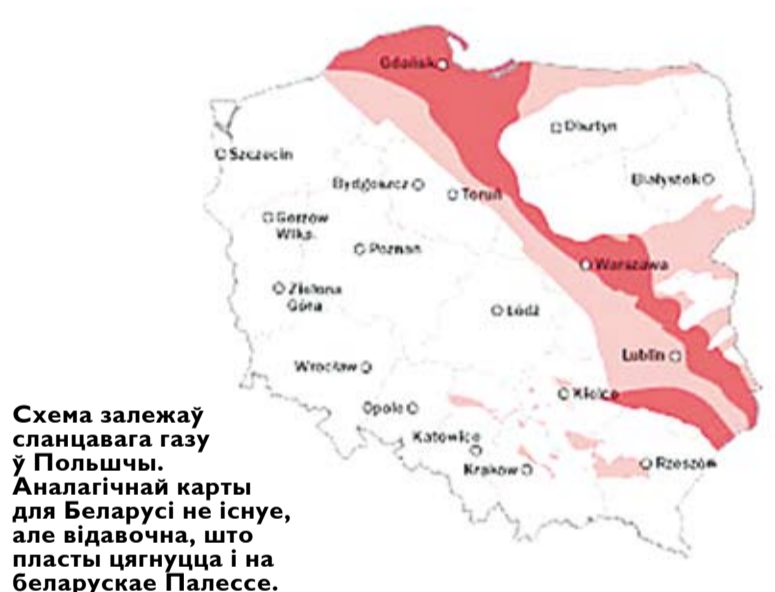 Gdańsk
Olsztyn
Szczecin
Białystok
Bydgoszcz
Toruń
Gorzów
Wlks.
Poznań
Warszawa
Zielona
Góra
Łódź
Lublin
Wrocław
Kielce
Opole
Katowice
Kraków
Rzeszów
Схема залежаў
сланцавага газу
ў Польшчы.
Аналагічнай карты
для Беларусі не існуе,
але відавочна, што
пласты цягнуцца і на
беларускае Палессе.